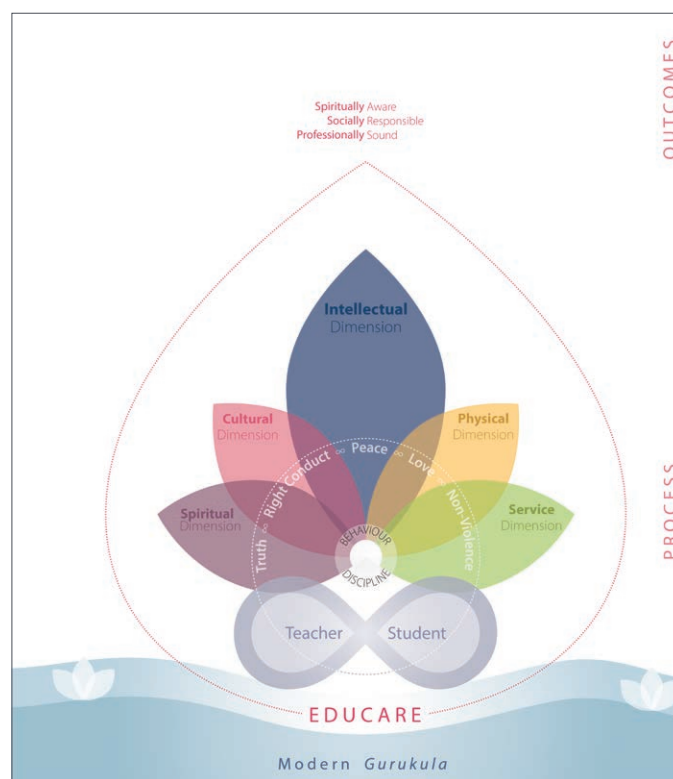 OUTCOMES
Spiritually Aware
Socially Responsible
Professionally Sound
Intellectual
Dimension
Cultural
Dimension
Physical
Dimension
Truth ∞ Right Conduct ∞ Peace ∞ Love ∞ Non-Violence
Spiritual
Dimension
Service
Dimension
PROCESS
BEHAVIOUR
DISCIPLINE
Teacher
Student
EDUCARE
Modern Gurukula